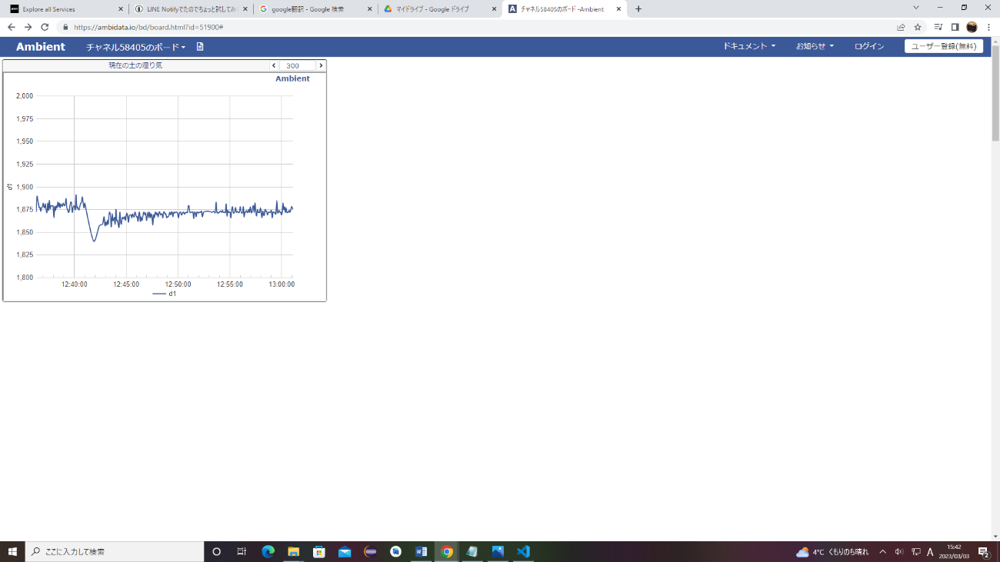 Explore all Services
LINE Notifyでたのでちょっと試してみ
google翻訳 - Google 検索
マイドライブ - Google ドライブ
チャネル58405のボード -Ambient
https://ambidata.io/bd/board.html?id=51900#
Ambient
チャネル58405のボード
ドキュメント
お知らせ
ログイン
ユーザー登録(無料)
現在の土の湿り気
300
Ambient
2,000
1,975
1,950
1,925
1,900
1,875
1,850
1,825
1,800
d1
12:40:00 12:45:00 12:50:00 12:55:00 13:00:00
d1
ここに入力して検索
4°C くもりのち晴れ
A
15:42
2023/03/03
2